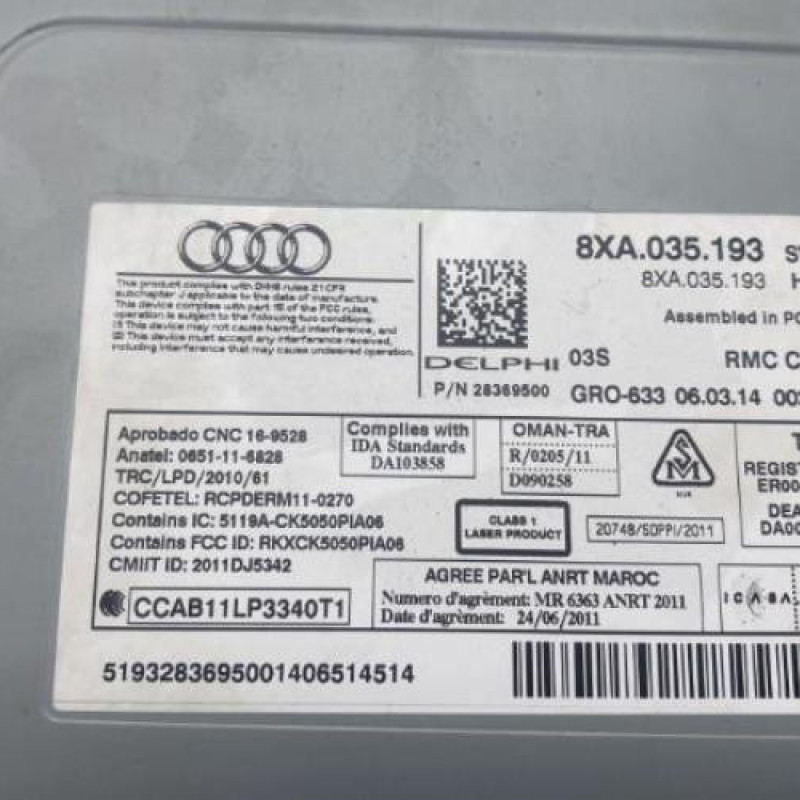 8XA.035.193
8XA.035.193 H
Assembled in
This product complies with DHHS rules 21CFR
subchapter J applicable to the date of manufacture.
This device complies with part 15 of the FCC rules,
operation is subject to the following two conditions:
(1) This device may not cause harmful interference, and
(2) This device must accept any interference received,
including interference that may cause undesired operation.
DELPHI 03S
RMC
P/N 28369500
GRO-633 06.03.14
Aprobado CNC 16-9528
Anatel: 0651-11-6828
TRC/LPD/2010/61
COFETEL: RCPDERM11-0270
Contains IC: 5119A-CK5050PIA06
Contains FCC ID: RKXCK5050PIA06
CMIIT ID: 2011DJ5342
CCAB11LP3340T1
Complies with
IDA Standards
DA103858
OMAN-TRA
R/0205/11
D090258
CLASS 1
LASER PRODUCT
20748/SDPPI/2011
AGREE PAR'L ANRT MAROC
Numero d'agrément: MR 6363 ANRT 2011
Date d'agrément: 24/06/2011
ICASA
5193283695001406514514